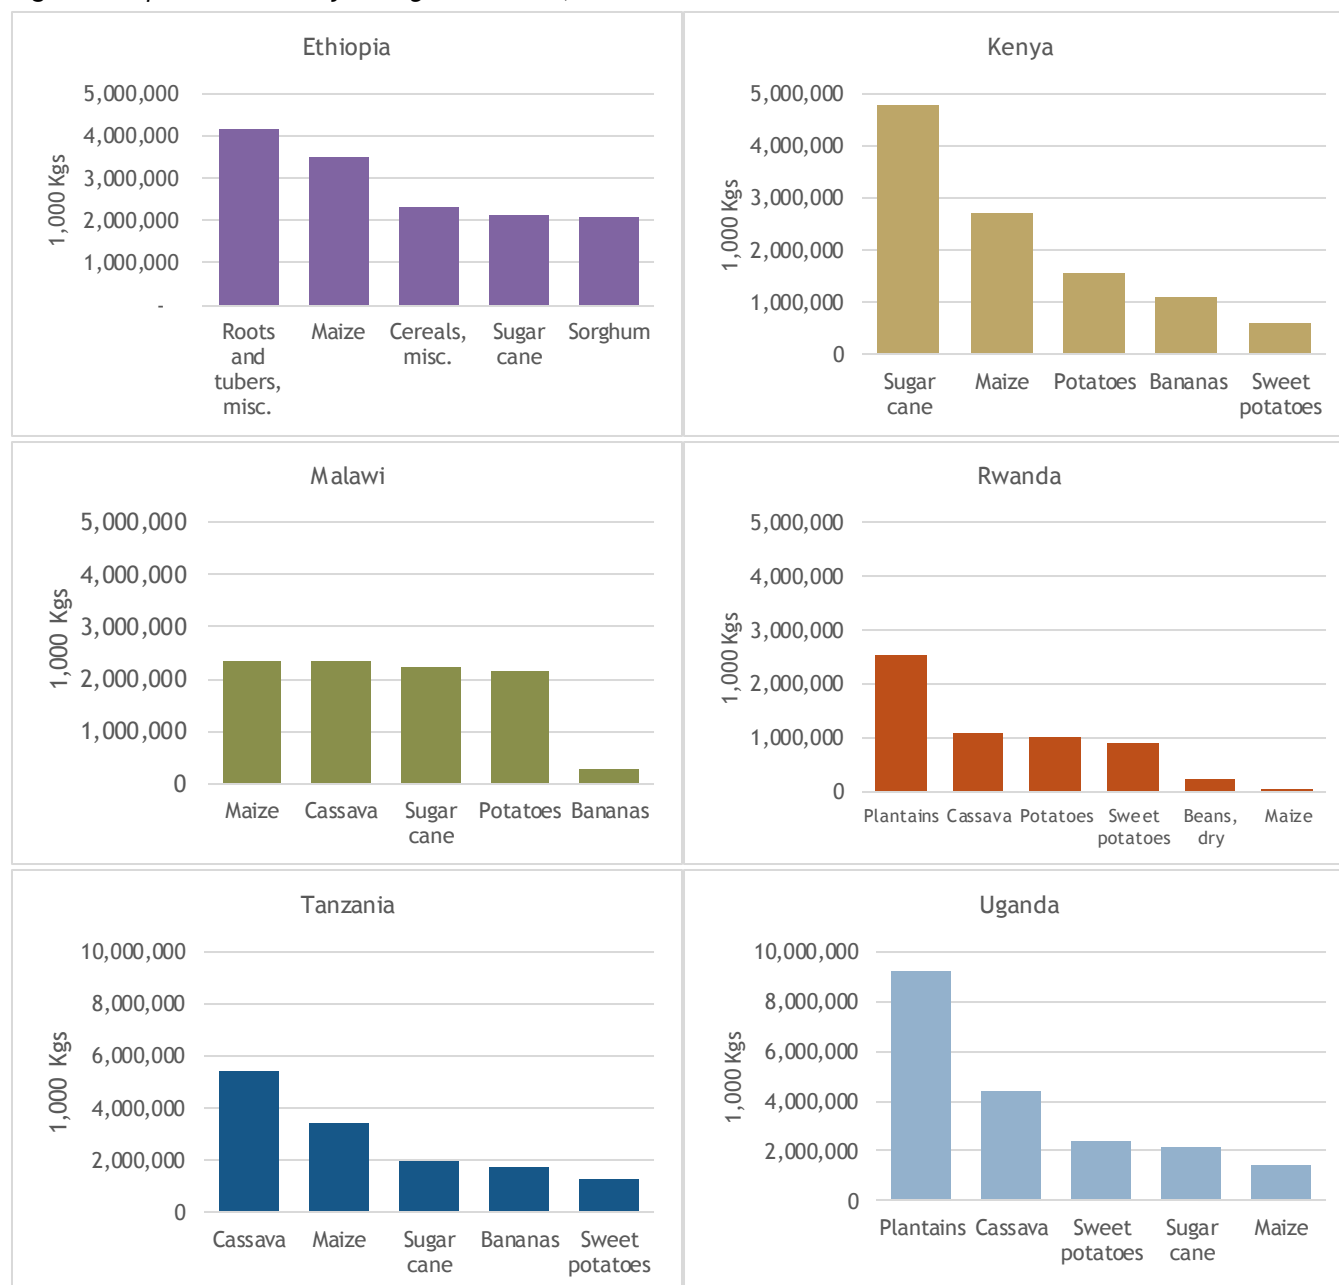 Ethiopia
5,000,000
4,000,000
3,000,000
2,000,000
1,000,000
-
1,000 Kgs
Roots and tubers, misc.
Maize
Cereals, misc.
Sugar cane
Sorghum
Kenya
5,000,000
4,000,000
3,000,000
2,000,000
1,000,000
0
1,000 Kgs
Sugar cane
Maize
Potatoes
Bananas
Sweet potatoes
Malawi
5,000,000
4,000,000
3,000,000
2,000,000
1,000,000
0
1,000 Kgs
Maize
Cassava
Sugar cane
Potatoes
Bananas
Rwanda
5,000,000
4,000,000
3,000,000
2,000,000
1,000,000
0
1,000 Kgs
Plantains
Cassava
Potatoes
Sweet potatoes
Beans, dry
Maize
Tanzania
10,000,000
8,000,000
6,000,000
4,000,000
2,000,000
0
1,000 Kgs
Cassava
Maize
Sugar cane
Bananas
Sweet potatoes
Uganda
10,000,000
8,000,000
6,000,000
4,000,000
2,000,000
0
1,000 Kgs
Plantains
Cassava
Sweet potatoes
Sugar cane
Maize